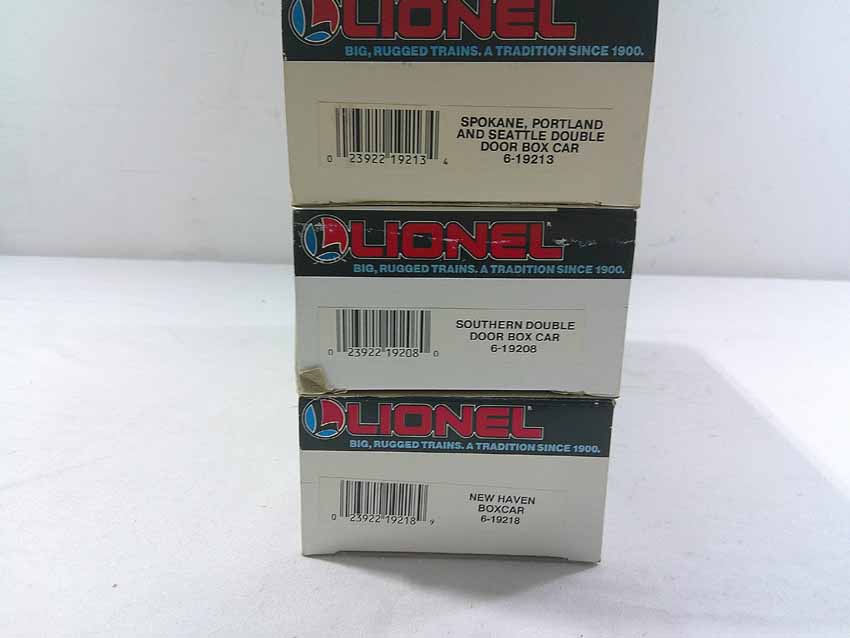 LIONEL
BIG, RUGGED TRAINS. A TRADITION SINCE 1900.
SPOKANE, PORTLAND
AND SEATTLE DOUBLE
DOOR BOX CAR
6-19213
0 23922 19213 4
LIONEL
BIG, RUGGED TRAINS. A TRADITION SINCE 1900.
SOUTHERN DOUBLE
DOOR BOX CAR
6-19208
0 23922 19208 0
LIONEL
BIG, RUGGED TRAINS. A TRADITION SINCE 1900.
NEW HAVEN
BOXCAR
6-19218
0 23922 19218 9